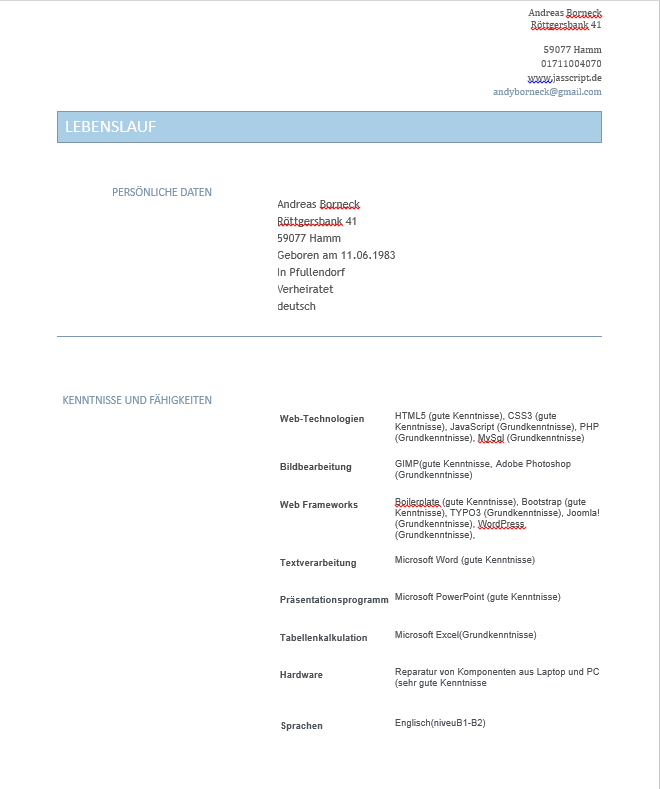 Andreas Borneck
Röttgersbank 41
59077 Hamm
01711004070
www.jasscript.de
andyborneck@gmail.com
LEBENSLAUF
PERSÖNLICHE DATEN
Andreas Borneck
Röttgersbank 41
59077 Hamm
Geboren am 11.06.1983
In Pfullendorf
Verheiratet
deutsch
KENNTNISSE UND FÄHIGKEITEN
Web-Technologien
HTML5 (gute Kenntnisse), CSS3 (gute
Kenntnisse), JavaScript (Grundkenntnisse), PHP
(Grundkenntnisse), MySql (Grundkenntnisse)
Bildbearbeitung
GIMP(gute Kenntnisse, Adobe Photoshop
(Grundkenntnisse)
Web Frameworks
Boilerplate (gute Kenntnisse), Bootstrap (gute
Kenntnisse), TYPO3 (Grundkenntnisse), Joomla!
(Grundkenntnisse), WordPress
(Grundkenntnisse),
Textverarbeitung
Microsoft Word (gute Kenntnisse)
Präsentationsprogramm
Microsoft PowerPoint (gute Kenntnisse)
Tabellenkalkulation
Microsoft Excel(Grundkenntnisse)
Hardware
Reparatur von Komponenten aus Laptop und PC
(sehr gute Kenntnisse
Sprachen
Englisch(niveuB1-B2)